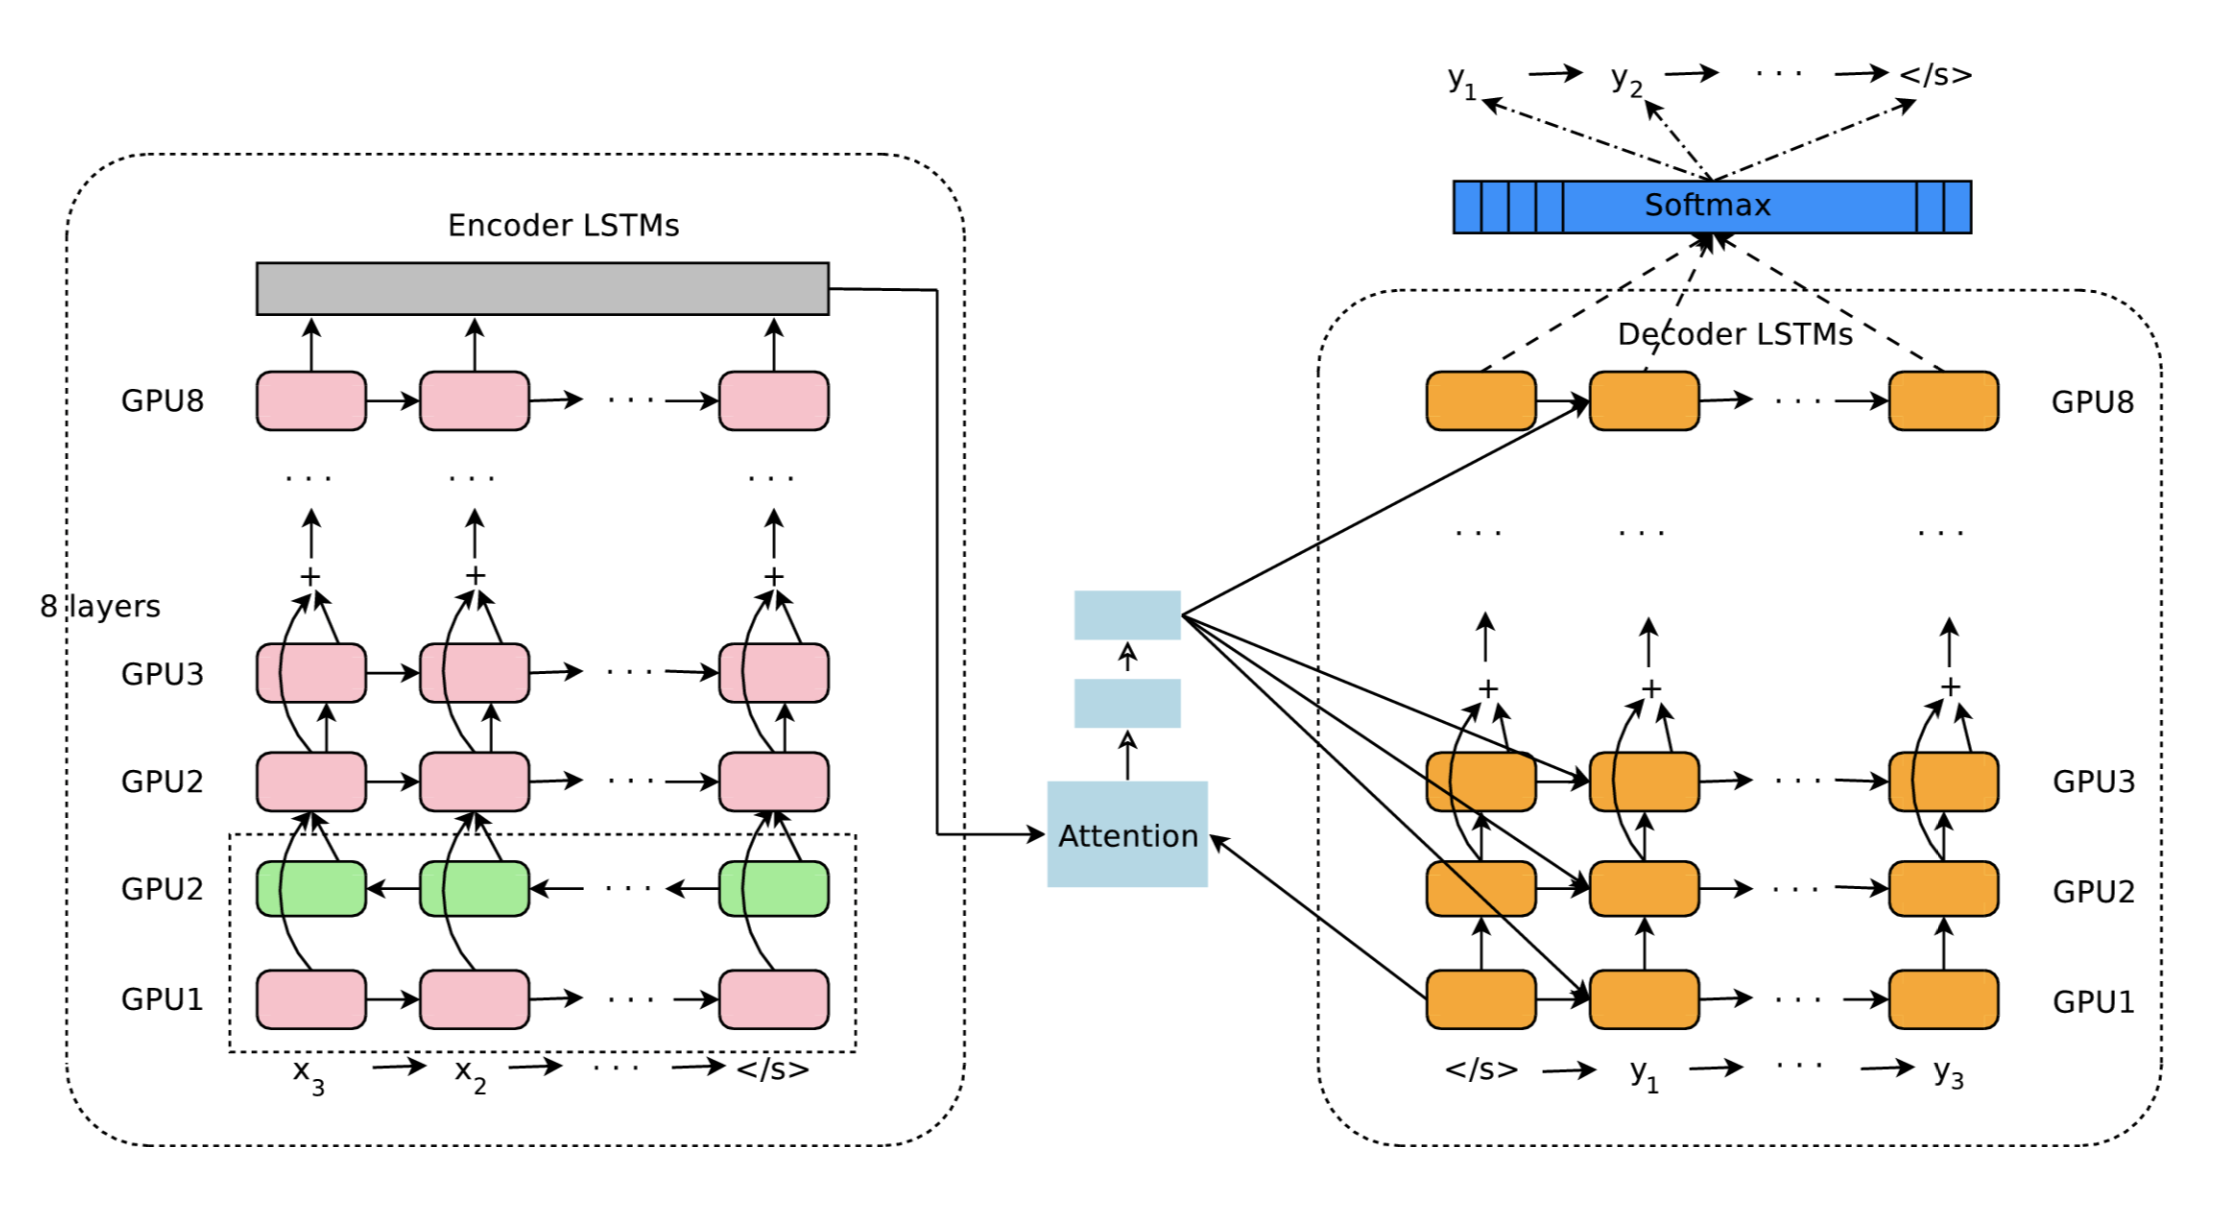 y1 → y2 → · · · → </s>
Softmax
Encoder LSTMs
Decoder LSTMs
GPU8
· · ·
GPU8
· · ·
· · · · · · · · ·
· · · · · · · · ·
+ + +
8 layers
GPU3
· · ·
+ + +
GPU2
· · ·
GPU3
· · ·
Attention
GPU2
· · ·
GPU2
· · ·
GPU1
· · ·
GPU1
· · ·
x3 → x2 → · · · → </s>
</s> → y1 → · · · → y3